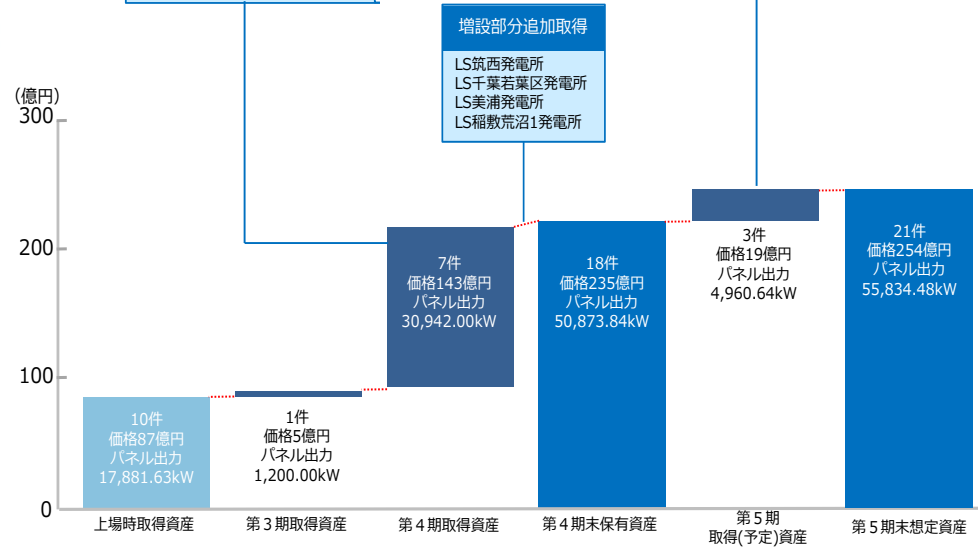 増設部分追加取得
LS筑西発電所
LS千葉若葉区発電所
LS美浦発電所
LS稲敷荒沼1発電所
(億円)
300
200
100
0
10件
価格87億円
パネル出力
17,881.63kW
1件
価格5億円
パネル出力
1,200.00kW
7件
価格143億円
パネル出力
30,942.00kW
18件
価格235億円
パネル出力
50,873.84kW
3件
価格19億円
パネル出力
4,960.64kW
21件
価格254億円
パネル出力
55,834.48kW
上場時取得資産
第3期取得資産
第4期取得資産
第4期末保有資産
第5期
取得(予定)資産
第5期末想定資産